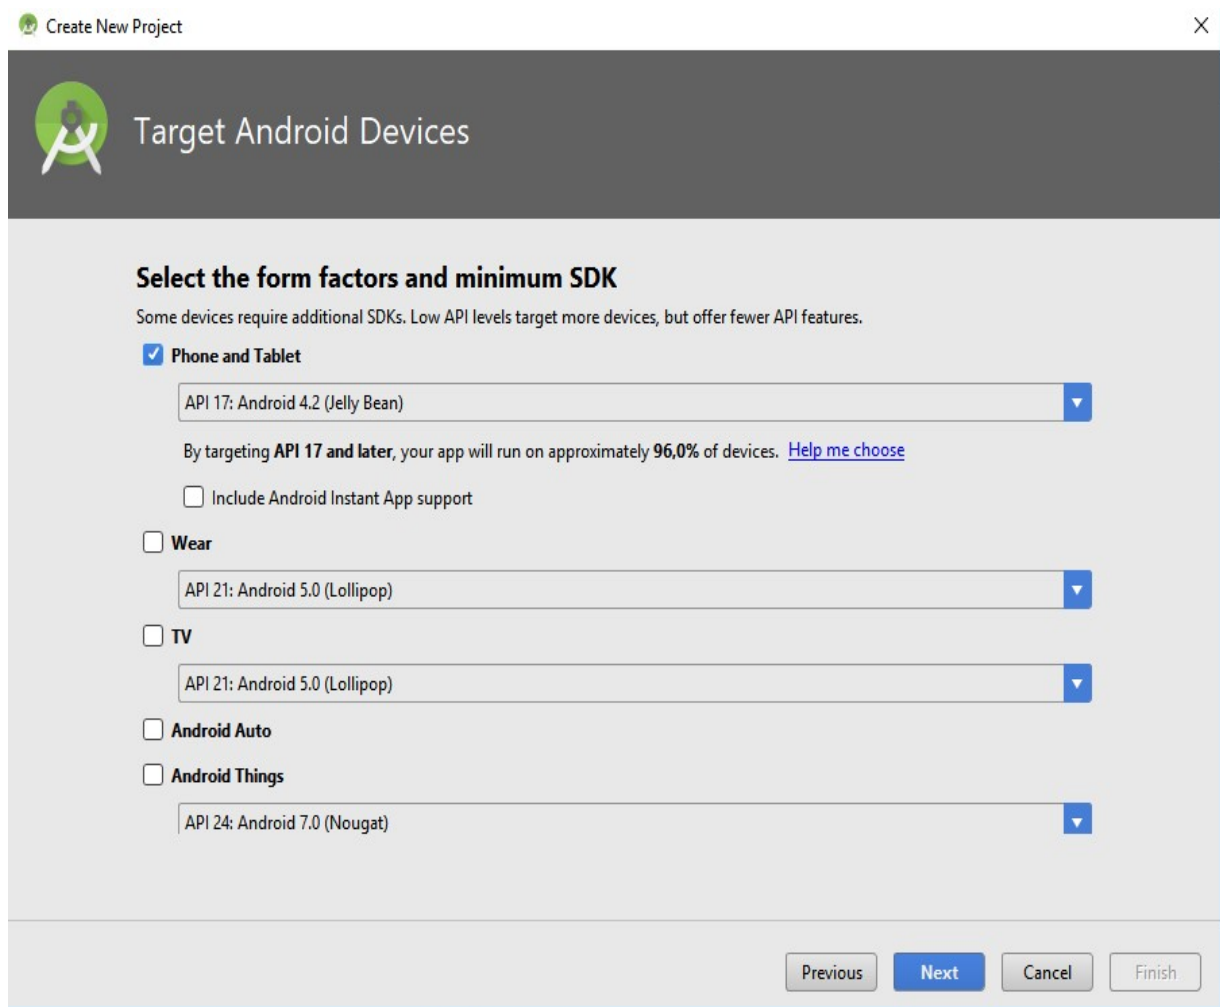 Create New Project
Target Android Devices
Select the form factors and minimum SDK
Some devices require additional SDKs. Low API levels target more devices, but offer fewer API features.
Phone and Tablet
API 17: Android 4.2 (Jelly Bean)
By targeting API 17 and later, your app will run on approximately 96,0% of devices. Help me choose
Include Android Instant App support
Wear
API 21: Android 5.0 (Lollipop)
TV
API 21: Android 5.0 (Lollipop)
Android Auto
Android Things
API 24: Android 7.0 (Nougat)
Previous Next Cancel Finish